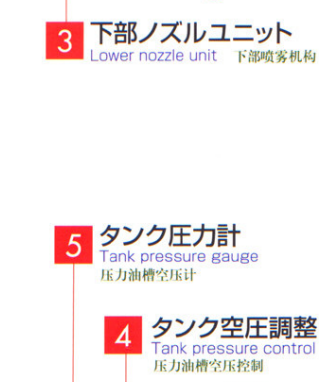 3 下部ノズルユニット
Lower nozzle unit 下部喷雾机构
5 タンク圧力計
Tank pressure gauge
压力油槽空压计
4 タンク空圧調整
Tank pressure control
压力油槽空压控制